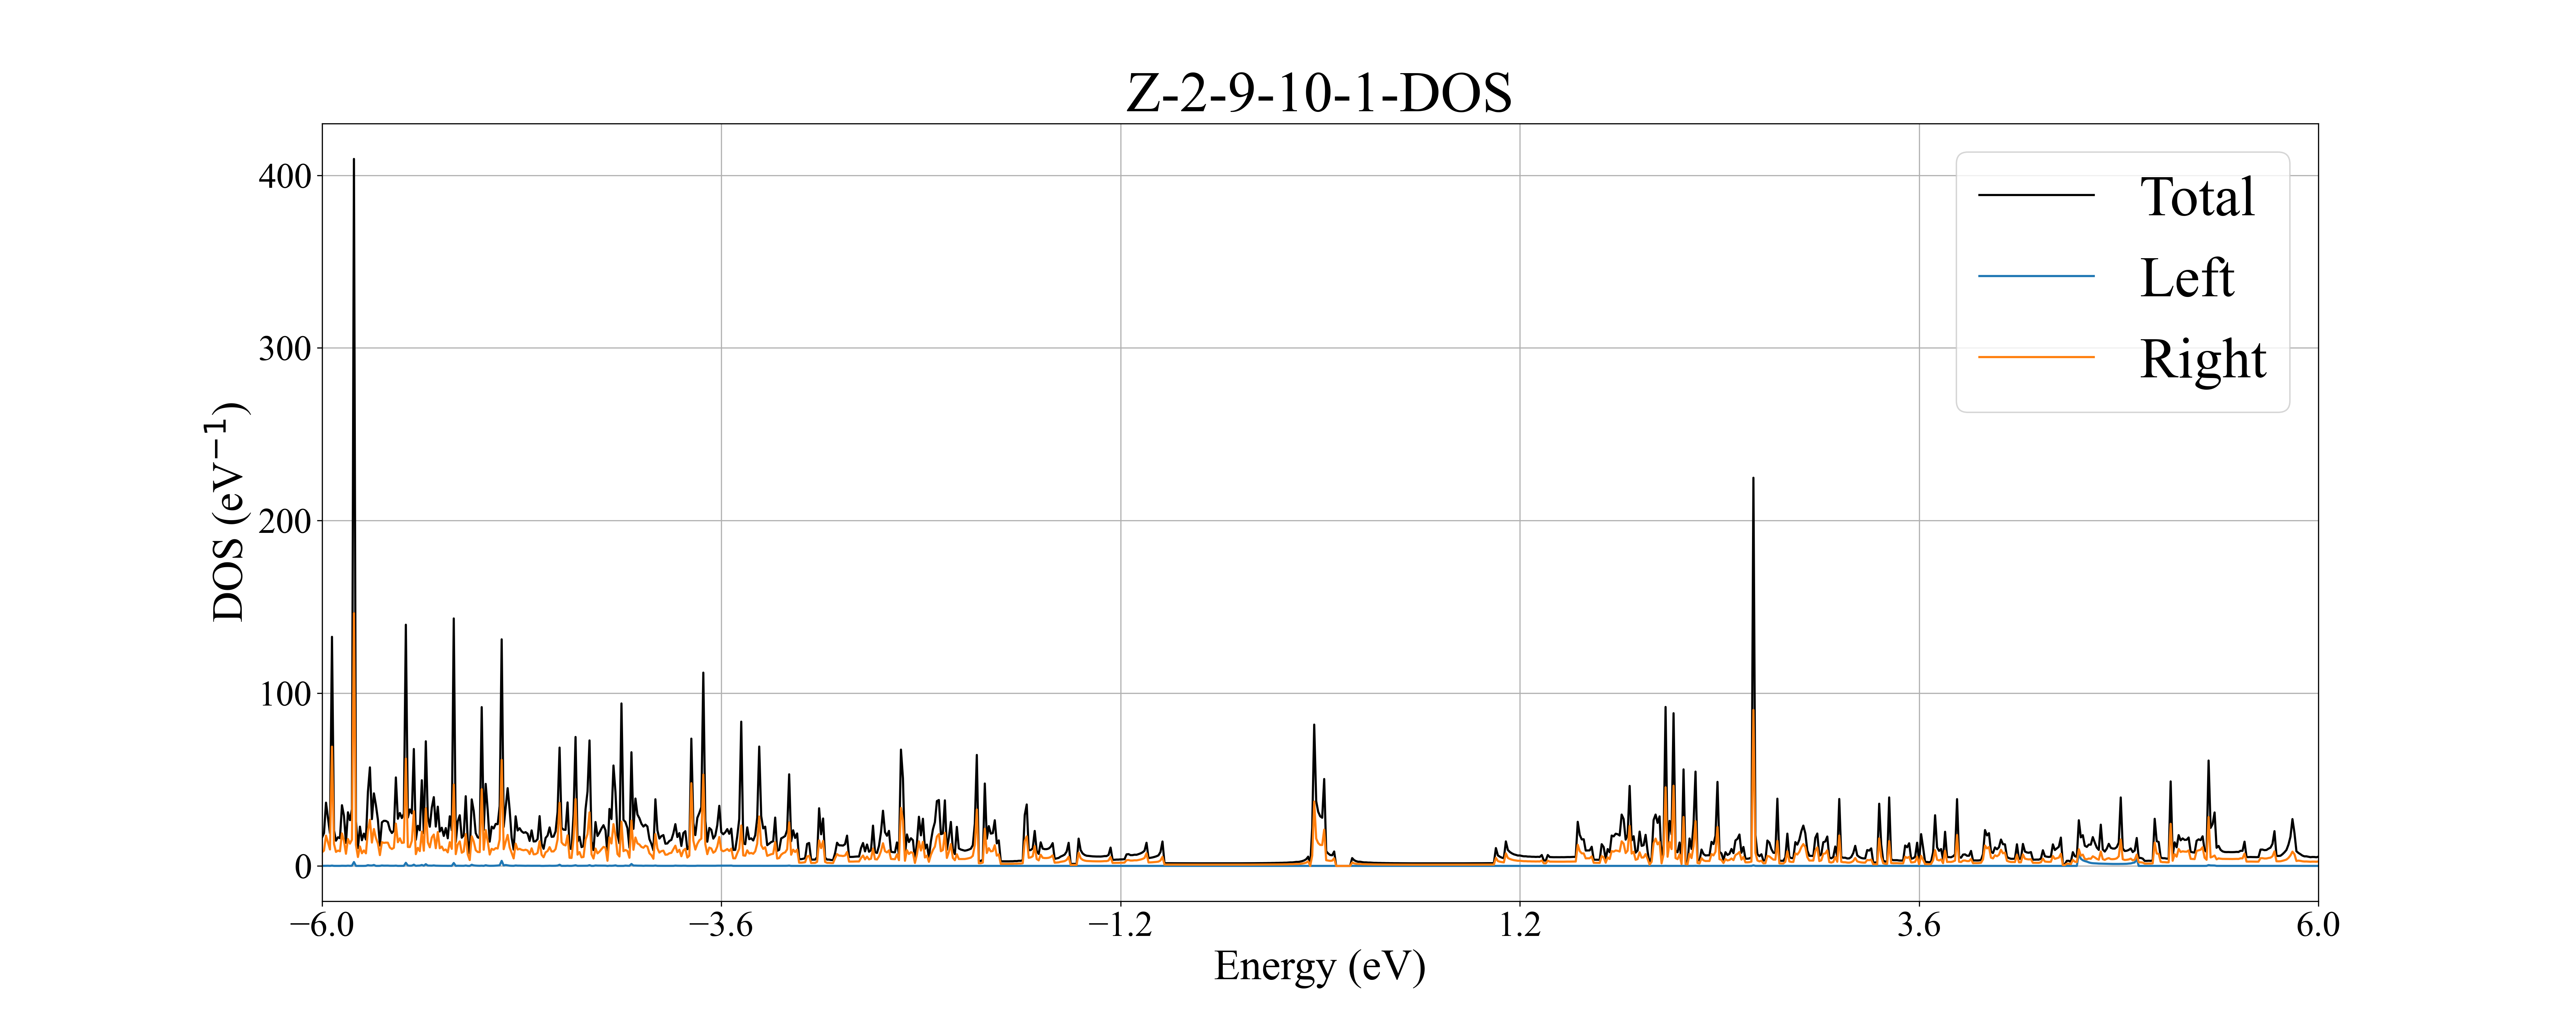 Z-2-9-10-1-DOS
Total
Left
Right
DOS (eV⁻¹)
400
300
200
100
0
−6.0 −3.6 −1.2 1.2 3.6 6.0
Energy (eV)